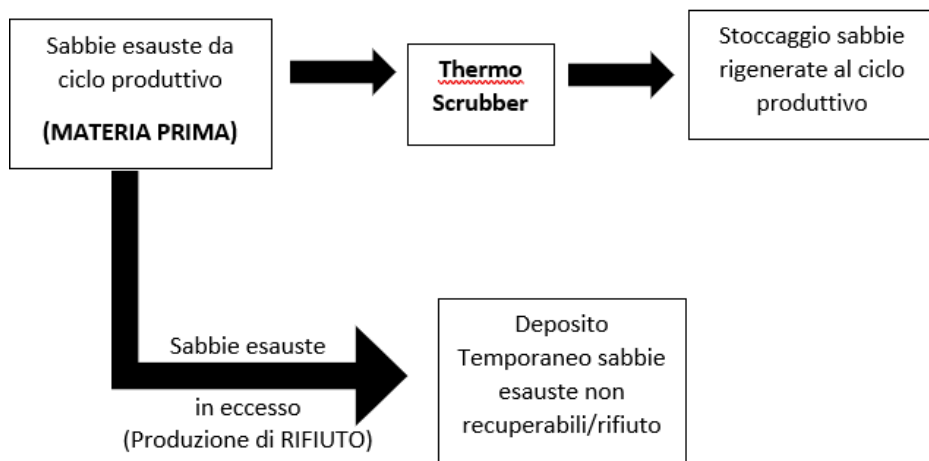 Sabbie esauste da
ciclo produttivo
(MATERIA PRIMA)
Thermo
Scrubber
Stoccaggio sabbie
rigenerate al ciclo
produttivo
Sabbie esauste
in eccesso
(Produzione di RIFIUTO)
Deposito
Temporaneo sabbie
esauste non
recuperabili/rifiuto